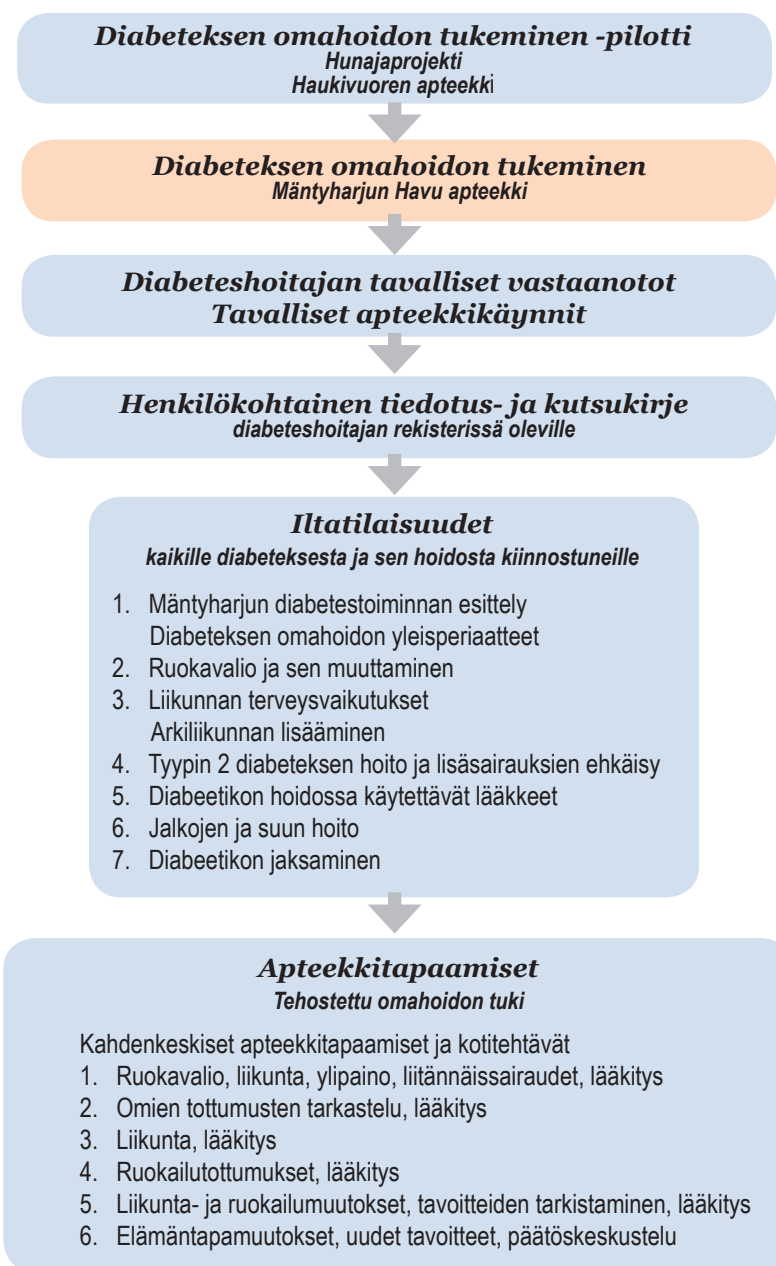 Diabeteksen omahoidon tukeminen -pilotti
Hunajaprojekti
Haukivuoren apteekki
Diabeteksen omahoidon tukeminen
Mäntyharjun Havu apteekki
Diabeteshoitajan tavalliset vastaanotot
Tavalliset apteekkikäynnit
Henkilökohtainen tiedotus- ja kutsukirje
diabeteshoitajan rekisterissä oleville
Iltatilaisuudet
kaikille diabeteksesta ja sen hoidosta kiinnostuneille
1. Mäntyharjun diabetestoiminnan esittely
Diabeteksen omahoidon yleisperiaatteet
2. Ruokavalio ja sen muuttaminen
3. Liikunnan terveysvaikutukset
Arkiliikunnan lisääminen
4. Tyypin 2 diabeteksen hoito ja lisäsairauksien ehkäisy
5. Diabeetikon hoidossa käytettävät lääkkeet
6. Jalkojen ja suun hoito
7. Diabeetikon jaksaminen
Apteekkitapaamiset
Tehostettu omahoidon tuki
Kahdenkeskiset apteekkitapaamiset ja kotitehtävät
1. Ruokavalio, liikunta, ylipaino, liitännäissairaudet, lääkitys
2. Omien tottumusten tarkastelu, lääkitys
3. Liikunta, lääkitys
4. Ruokailutottumukset, lääkitys
5. Liikunta- ja ruokailumuutokset, tavoitteiden tarkistaminen, lääkitys
6. Elämäntapamuutokset, uudet tavoitteet, päätöskeskustelu